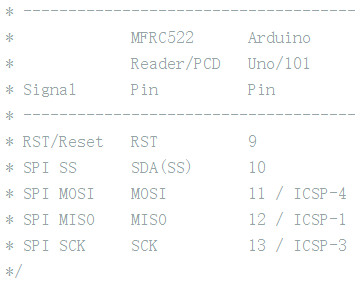 * -------------------------------------
*             MFRC522      Arduino
*             Reader/PCD   Uno/101
* Signal      Pin          Pin
* -------------------------------------
* RST/Reset   RST          9
* SPI SS      SDA(SS)      10
* SPI MOSI    MOSI         11 / ICSP-4
* SPI MISO    MISO         12 / ICSP-1
* SPI SCK     SCK          13 / ICSP-3
*/